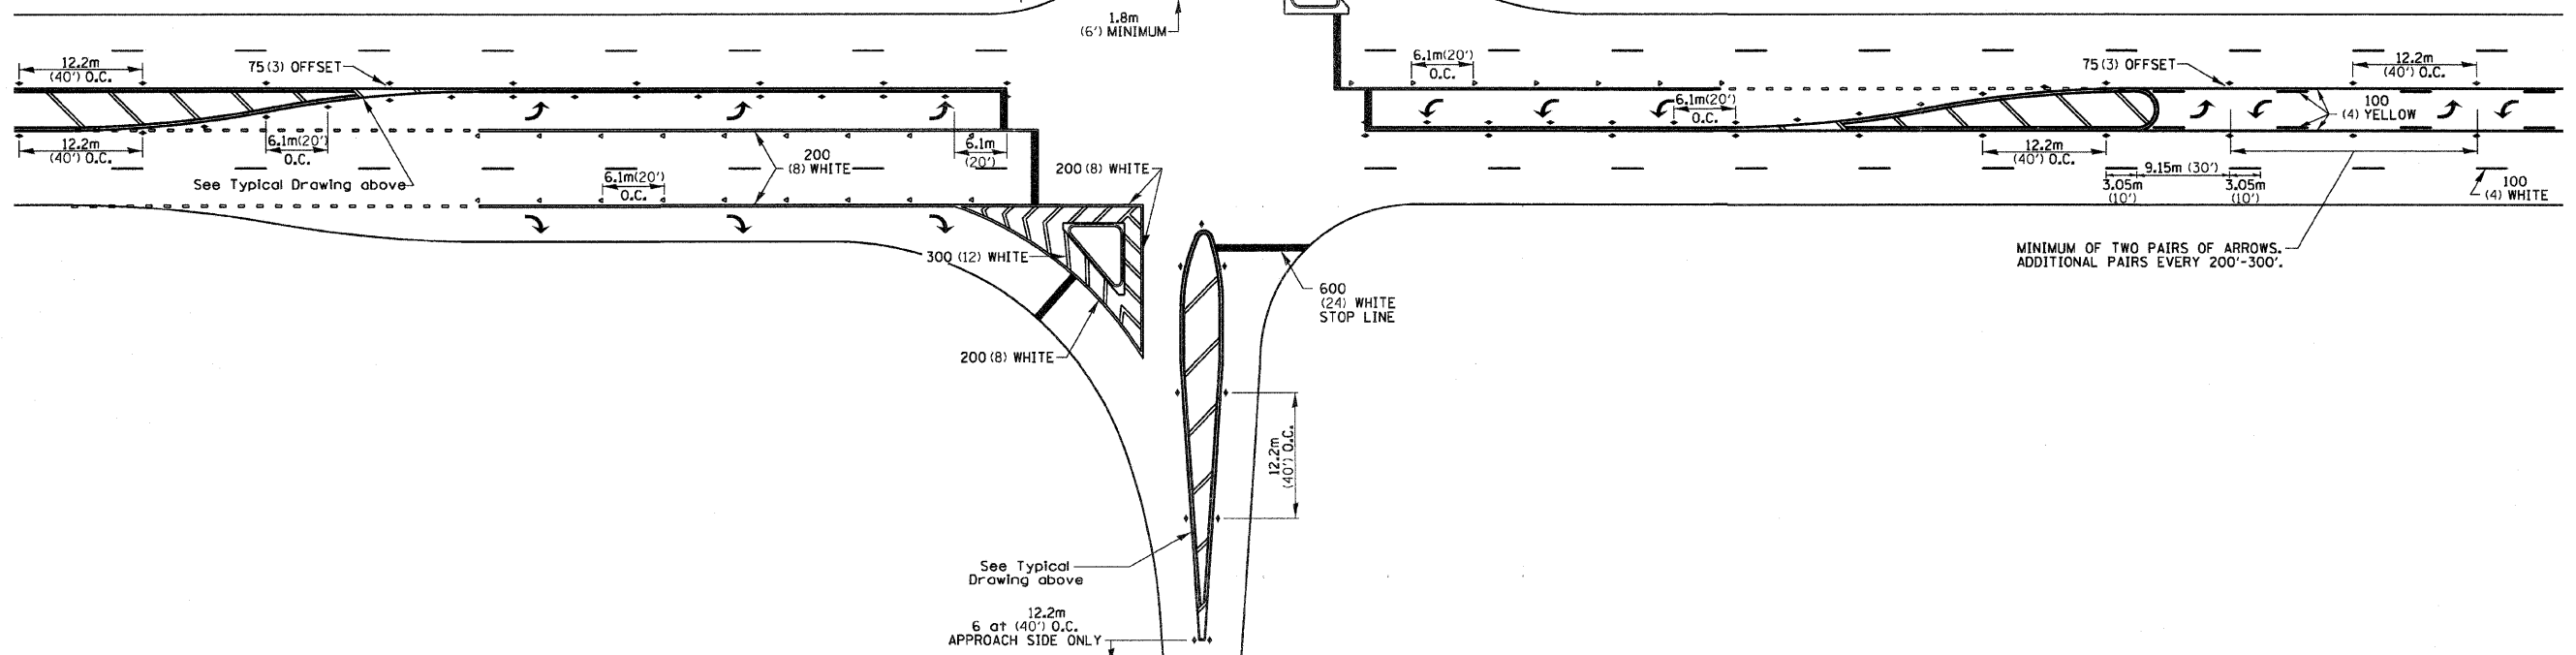 1.8m
(6') MINIMUM
12.2m
(40') O.C.
75(3) OFFSET
6.1m(20')
O.C.
75(3) OFFSET
12.2m
(40') O.C.
6.1m(20')
O.C.
100
(4) YELLOW
12.2m
(40') O.C.
6.1m(20')
O.C.
See Typical Drawing above
6.1m(20')
O.C.
200
(8) WHITE
6.1m
(20')
200 (8) WHITE
12.2m
(40') O.C.
9.15m (30')
3.05m
(10')
3.05m
(10')
100
(4) WHITE
300 (12) WHITE
200 (8) WHITE
600
(24) WHITE
STOP LINE
MINIMUM OF TWO PAIRS OF ARROWS.
ADDITIONAL PAIRS EVERY 200'-300'.
12.2m
(40') O.C.
See Typical
Drawing above
12.2m
6 at (40') O.C.
APPROACH SIDE ONLY